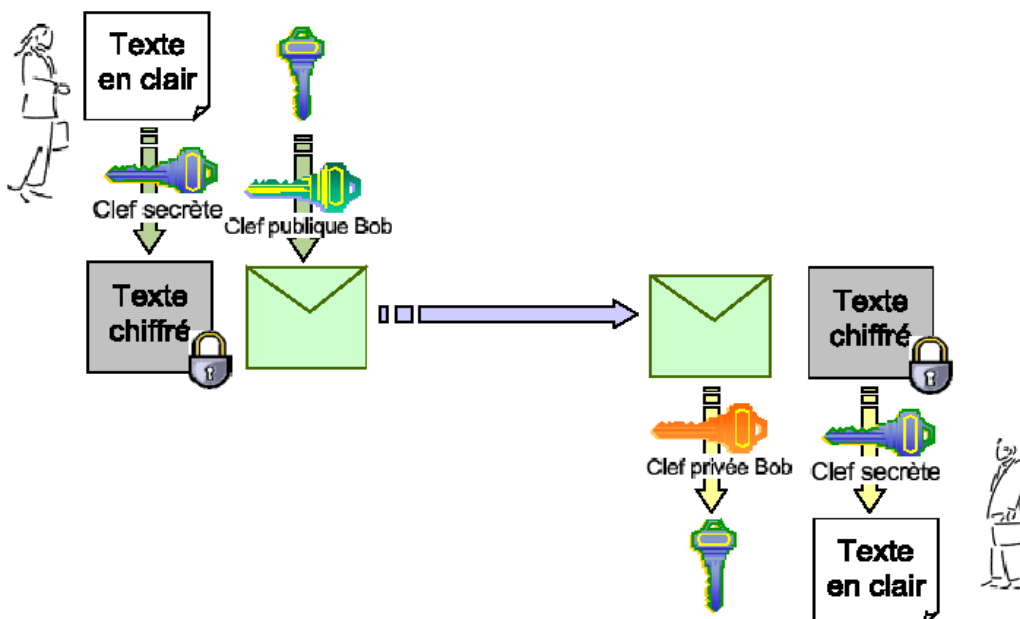 Texte
en clair
Clef secrète
Clef publique Bob
Texte
chiffré
Texte
chiffré
Clef privée Bob
Clef secrète
Texte
en clair